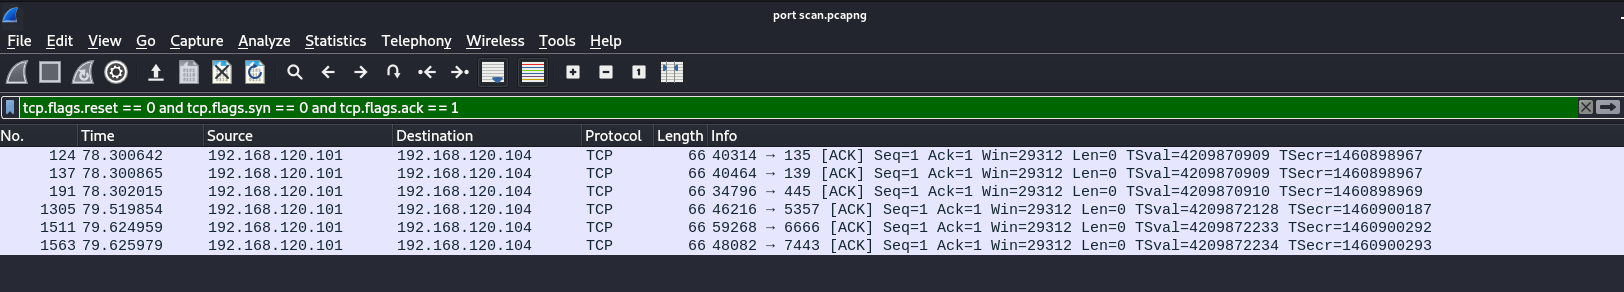 port scan.pcapng
File Edit View Go Capture Analyze Statistics Telephony Wireless Tools Help
tcp.flags.reset == 0 and tcp.flags.syn == 0 and tcp.flags.ack == 1
No. Time Source Destination Protocol Length Info
124 78.300642 192.168.120.101 192.168.120.104 TCP 66 40314 → 135 [ACK] Seq=1 Ack=1 Win=29312 Len=0 TSval=4209870909 TSecr=1460898967
137 78.300865 192.168.120.101 192.168.120.104 TCP 66 40464 → 139 [ACK] Seq=1 Ack=1 Win=29312 Len=0 TSval=4209870909 TSecr=1460898967
191 78.302015 192.168.120.101 192.168.120.104 TCP 66 34796 → 445 [ACK] Seq=1 Ack=1 Win=29312 Len=0 TSval=4209870910 TSecr=1460898969
1305 79.519854 192.168.120.101 192.168.120.104 TCP 66 46216 → 5357 [ACK] Seq=1 Ack=1 Win=29312 Len=0 TSval=4209872128 TSecr=1460900187
1511 79.624959 192.168.120.101 192.168.120.104 TCP 66 59268 → 6666 [ACK] Seq=1 Ack=1 Win=29312 Len=0 TSval=4209872233 TSecr=1460900292
1563 79.625979 192.168.120.101 192.168.120.104 TCP 66 48082 → 7443 [ACK] Seq=1 Ack=1 Win=29312 Len=0 TSval=4209872234 TSecr=1460900293